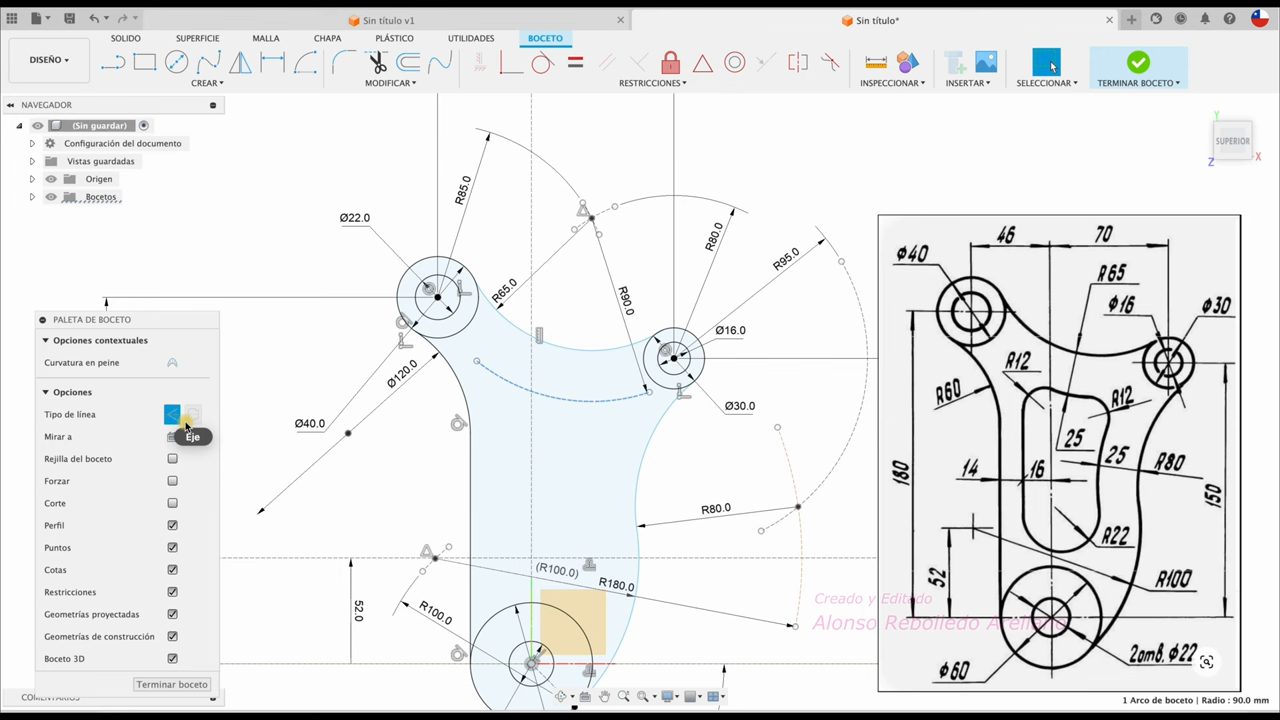 Sin título v1
Sin título*
DISEÑO
SOLIDO
SUPERFICIE
MALLA
CHAPA
PLÁSTICO
UTILIDADES
BOCETO
CREAR
MODIFICAR
RESTRICCIONES
INSPECCIONAR
INSERTAR
SELECCIONAR
TERMINAR BOCETO
NAVEGADOR
(Sin guardar)
Configuración del documento
Vistas guardadas
Origen
Bocetos
Y
SUPERIOR
X
Z
R85.0
Ø22.0
R80.0
R95.0
R65.0
R90.0
Ø16.0
Ø120.0
Ø30.0
Ø40.0
R80.0
(R100.0)
R180.0
52.0
R100.0
PALETA DE BOCETO
Opciones contextuales
Curvatura en peine
Opciones
Tipo de línea
Mirar a
Eje
Rejilla del boceto
Forzar
Corte
Perfil
Puntos
Cotas
Restricciones
Geometrías proyectadas
Geometrías de construcción
Boceto 3D
Terminar boceto
COMENTARIOS
46
70
ϕ40
R65
ϕ16
ϕ30
R12
R12
R60
25
25
R80
14
16
180
150
R22
52
R100
Creado y Editado
Alonso Rebolledo Arellano
2отв. ϕ22
ϕ60
1 Arco de boceto | Radio : 90.0 mm